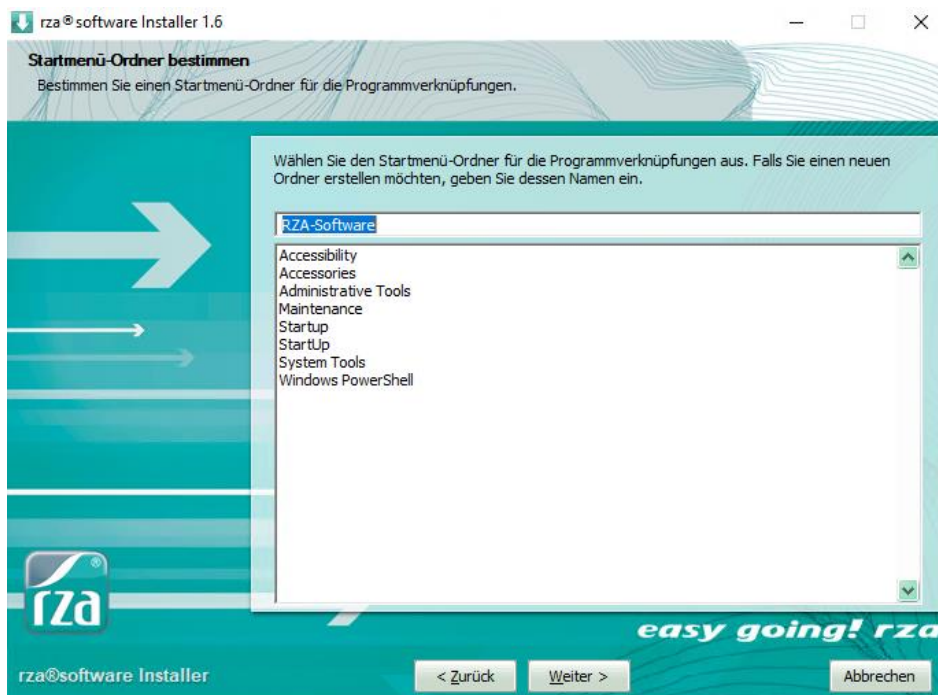 rza® software Installer 1.6
Startmenü-Ordner bestimmen
Bestimmen Sie einen Startmenü-Ordner für die Programmverknüpfungen.
Wählen Sie den Startmenü-Ordner für die Programmverknüpfungen aus. Falls Sie einen neuen
Ordner erstellen möchten, geben Sie dessen Namen ein.
RZA-Software
Accessibility
Accessories
Administrative Tools
Maintenance
Startup
StartUp
System Tools
Windows PowerShell
®
rza
easy going! rza
rza®software Installer
< Zurück
Weiter >
Abbrechen